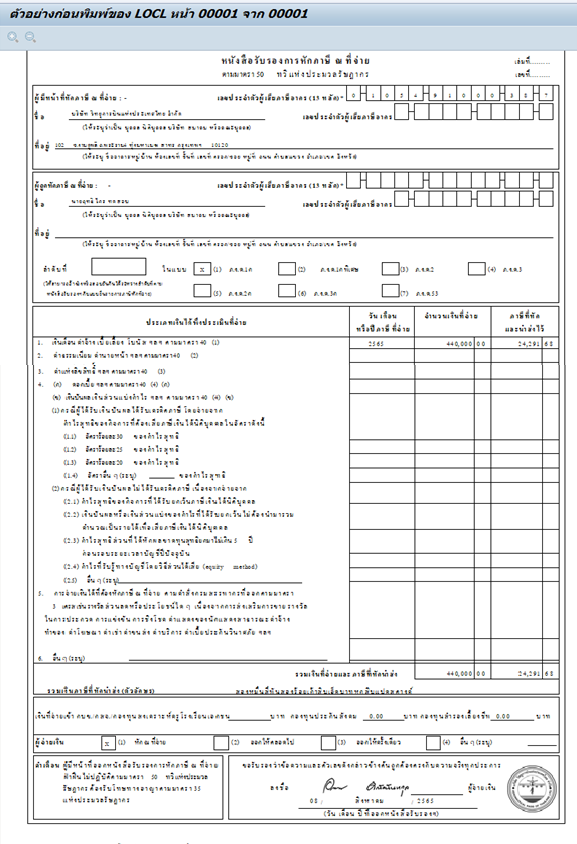 ตัวอย่างก่อนพิมพ์ของ LOCL หน้า 00001 จาก 00001
หนังสือรับรองการหักภาษี ณ ที่จ่าย
เล่มที่..........
ตามมาตรา 50 ทวิ แห่งประมวลรัษฎากร
เลขที่..........
ผู้มีหน้าที่หักภาษี ณ ที่จ่าย : -
เลขประจำตัวผู้เสียภาษีอากร (13 หลัก)* 0 1 0 5 4 9 1 0 0 0 0 3 8 7
ชื่อ บริษัท วิทยุการบินแห่งประเทศไทย จำกัด
เลขประจำตัวผู้เสียภาษีอากร
(ให้ระบุว่าเป็น บุคคล นิติบุคคล บริษัท สมาคม หรือคณะบุคคล)
ที่อยู่ 102 ทุ่งมหาเมฆ สาทร กรุงเทพฯ 10120
(ให้ระบุ ชื่ออาคาร/หมู่บ้าน ห้องเลขที่ ชั้นที่ เลขที่ ตรอก/ซอย หมู่ที่ ถนน ตำบล/แขวง อำเภอ/เขต จังหวัด)
ผู้ถูกหักภาษี ณ ที่จ่าย : -
เลขประจำตัวผู้เสียภาษีอากร (13 หลัก)*
ชื่อ
เลขประจำตัวผู้เสียภาษีอากร
(ให้ระบุว่าเป็น บุคคล นิติบุคคล บริษัท สมาคม หรือคณะบุคคล)
ที่อยู่
(ให้ระบุ ชื่ออาคาร/หมู่บ้าน ห้องเลขที่ ชั้นที่ เลขที่ ตรอก/ซอย หมู่ที่ ถนน ตำบล/แขวง อำเภอ/เขต จังหวัด)
ลำดับที่ ในแบบ x (1) ภ.ง.ด.1ก (2) ภ.ง.ด.1กพิเศษ (3) ภ.ง.ด.2 (4) ภ.ง.ด.3
(5) ภ.ง.ด.2ก (6) ภ.ง.ด.3ก (7) ภ.ง.ด.53
ประเภทเงินได้พึงประเมินที่จ่าย
วัน เดือน
หรือปีภาษี ที่จ่าย
จำนวนเงินที่จ่าย
ภาษีที่หัก
และนำส่งไว้
1. เงินเดือน ค่าจ้าง เบี้ยเลี้ยง โบนัส ฯลฯ ตามมาตรา 40 (1) 2565 440,000 00 24,291 68
2. ค่าธรรมเนียม ค่านายหน้า ฯลฯ ตามมาตรา 40 (2)
3. ค่าแห่งลิขสิทธิ์ ฯลฯ ตามมาตรา 40 (3)
4. (ก) ดอกเบี้ย ฯลฯ ตามมาตรา 40 (4) (ก)
(ข) เงินปันผล เงินส่วนแบ่งกำไร ฯลฯ ตามมาตรา 40 (4) (ข)
(1) กรณีผู้ได้รับเงินปันผลได้รับเครดิตภาษี โดยจ่ายจาก
กำไรสุทธิของกิจการที่ต้องเสียภาษีเงินได้นิติบุคคลในอัตราดังนี้
(1.1) อัตราร้อยละ 30 ของกำไรสุทธิ
(1.2) อัตราร้อยละ 25 ของกำไรสุทธิ
(1.3) อัตราร้อยละ 20 ของกำไรสุทธิ
(1.4) อัตราอื่น ๆ (ระบุ) ของกำไรสุทธิ
(2) กรณีผู้ได้รับเงินปันผลไม่ได้รับเครดิตภาษี เนื่องจากจ่ายจาก
(2.1) กำไรสุทธิของกิจการที่ได้รับยกเว้นภาษีเงินได้นิติบุคคล
(2.2) เงินปันผลหรือเงินส่วนแบ่งของกำไรที่ได้รับยกเว้นไม่ต้องนำมารวม
คำนวณเป็นรายได้เพื่อเสียภาษีเงินได้นิติบุคคล
(2.3) กำไรสุทธิส่วนที่ได้หักผลขาดทุนสุทธิยกมาไม่เกิน 5 ปี
ก่อนรอบระยะเวลาบัญชีปีปัจจุบัน
(2.4) กำไรที่รับรู้ทางบัญชีโดยวิธีส่วนได้เสีย (equity method)
(2.5) อื่น ๆ (ระบุ)
5. การจ่ายเงินได้ที่ต้องหักภาษี ณ ที่จ่าย ตามคำสั่งกรมสรรพากรที่ออกตามมาตรา
3 เตรส เช่น รางวัล ส่วนลดหรือประโยชน์ใด ๆ เนื่องจากการส่งเสริมการขาย รางวัล
ในการประกวด การแข่งขัน การชิงโชค ค่าแสดงของนักแสดงสาธารณะ ค่าจ้าง
ทำของ ค่าโฆษณา ค่าเช่า ค่าขนส่ง ค่าบริการ ค่าเบี้ยประกันวินาศภัย ฯลฯ
6. อื่น ๆ (ระบุ)
รวมเงินที่จ่ายและภาษีที่หักนำส่ง 440,000 00 24,291 68
รวมเงินภาษีที่หักนำส่ง (ตัวอักษร) สองหมื่นสี่พันสองร้อยเก้าสิบเอ็ดบาทหกสิบแปดสตางค์
เงินที่จ่ายเข้า กบข./กสจ./กองทุนสงเคราะห์ครูโรงเรียนเอกชน บาท กองทุนประกันสังคม 0.00 บาท กองทุนสำรองเลี้ยงชีพ 0.00 บาท
ผู้จ่ายเงิน x (1) หัก ณ ที่จ่าย (2) ออกให้ตลอดไป (3) ออกให้ครั้งเดียว (4) อื่น ๆ (ระบุ)
คำเตือน ผู้มีหน้าที่ออกหนังสือรับรองการหักภาษี ณ ที่จ่าย
ฝ่าฝืนไม่ปฏิบัติตามมาตรา 50 ทวิ แห่งประมวล
รัษฎากร ต้องรับโทษทางอาญาตามมาตรา 35
แห่งประมวลรัษฎากร
ขอรับรองว่าข้อความและตัวเลขดังกล่าวข้างต้นถูกต้องตรงกับความจริงทุกประการ
ลงชื่อ ผู้จ่ายเงิน
08 / สิงหาคม / 2565
(วัน เดือน ปี ที่ออกหนังสือรับรองฯ)